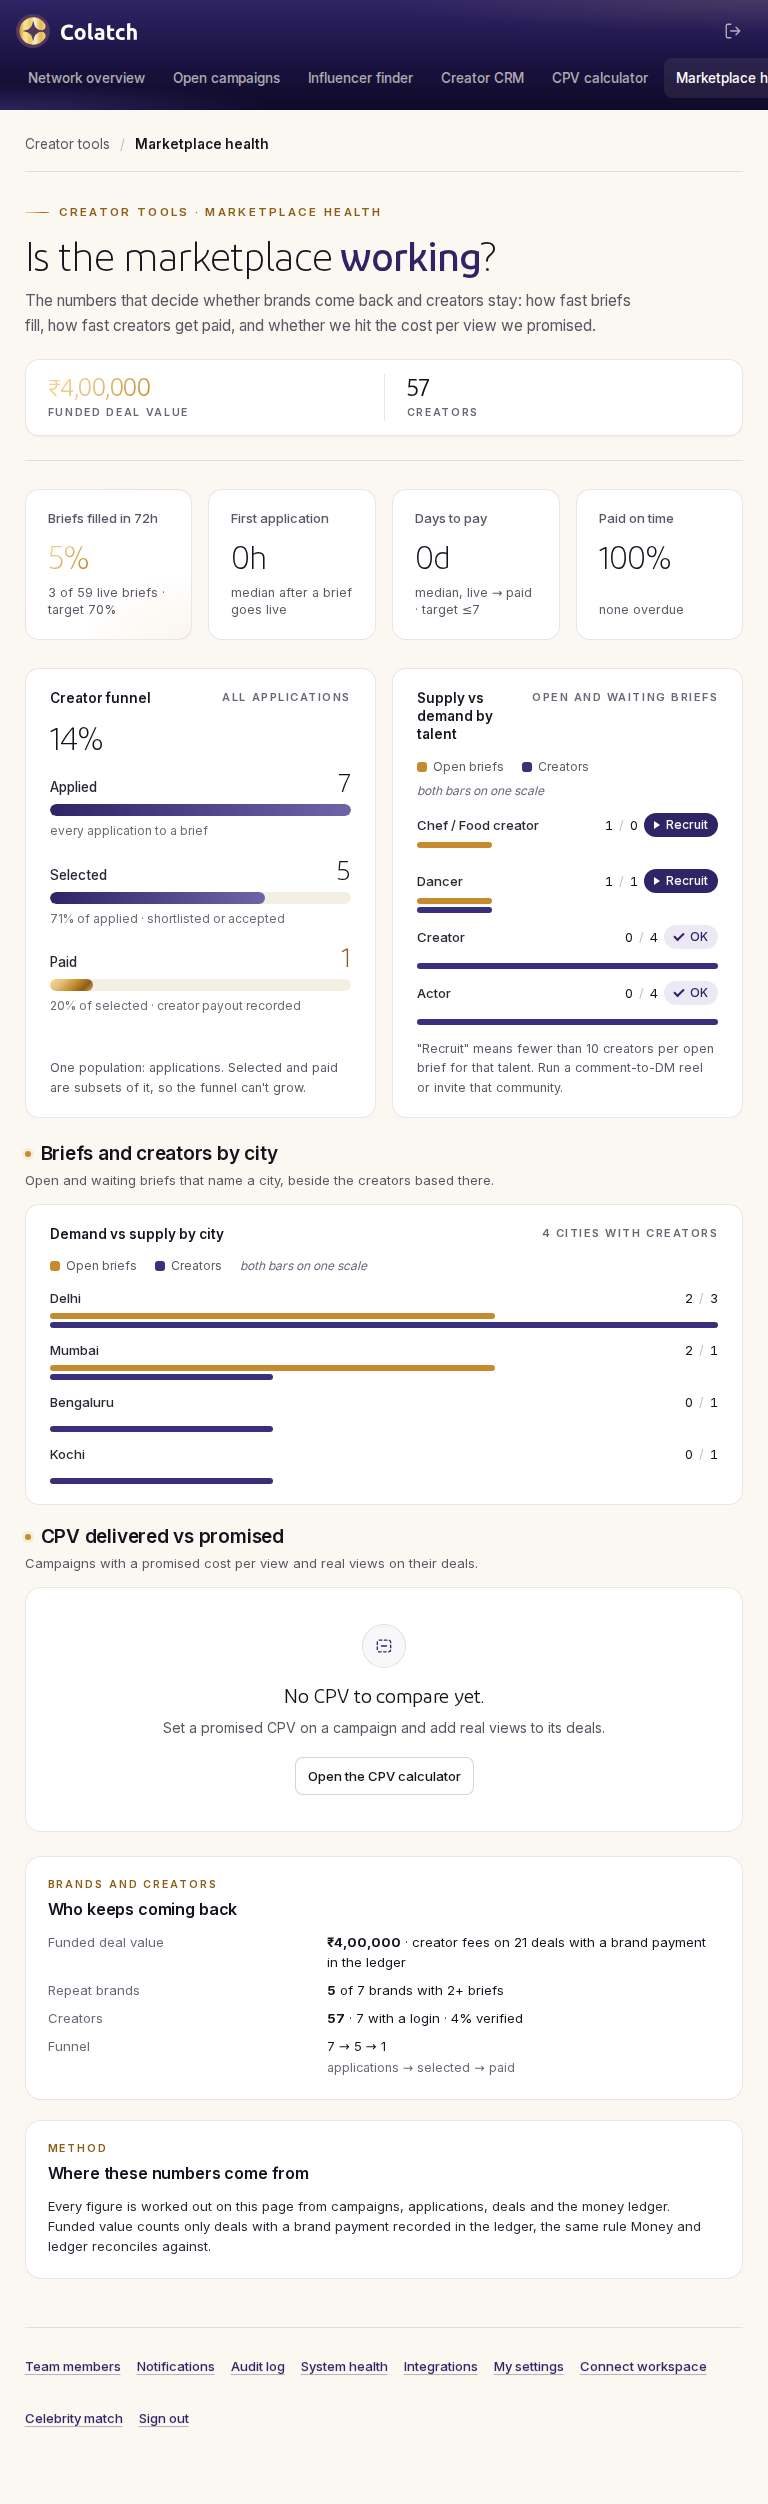 Colatch
Network overview Open campaigns Influencer finder Creator CRM CPV calculator Marketplace h
Creator tools / Marketplace health
CREATOR TOOLS · MARKETPLACE HEALTH
Is the marketplace working?
The numbers that decide whether brands come back and creators stay: how fast briefs
fill, how fast creators get paid, and whether we hit the cost per view we promised.
₹4,00,000
FUNDED DEAL VALUE
57
CREATORS
Briefs filled in 72h
5%
3 of 59 live briefs ·
target 70%
First application
0h
median after a brief
goes live
Days to pay
0d
median, live → paid
· target ≤7
Paid on time
100%
none overdue
Creator funnel
ALL APPLICATIONS
14%
Applied 7
every application to a brief
Selected 5
71% of applied · shortlisted or accepted
Paid 1
20% of selected · creator payout recorded
One population: applications. Selected and paid
are subsets of it, so the funnel can't grow.
Supply vs
demand by
talent
OPEN AND WAITING BRIEFS
Open briefs Creators
both bars on one scale
Chef / Food creator 1 / 0 Recruit
Dancer 1 / 1 Recruit
Creator 0 / 4 OK
Actor 0 / 4 OK
"Recruit" means fewer than 10 creators per open
brief for that talent. Run a comment-to-DM reel
or invite that community.
Briefs and creators by city
Open and waiting briefs that name a city, beside the creators based there.
Demand vs supply by city
4 CITIES WITH CREATORS
Open briefs Creators both bars on one scale
Delhi 2 / 3
Mumbai 2 / 1
Bengaluru 0 / 1
Kochi 0 / 1
CPV delivered vs promised
Campaigns with a promised cost per view and real views on their deals.
No CPV to compare yet.
Set a promised CPV on a campaign and add real views to its deals.
Open the CPV calculator
BRANDS AND CREATORS
Who keeps coming back
Funded deal value ₹4,00,000 · creator fees on 21 deals with a brand payment
in the ledger
Repeat brands 5 of 7 brands with 2+ briefs
Creators 57 · 7 with a login · 4% verified
Funnel 7 → 5 → 1
applications → selected → paid
METHOD
Where these numbers come from
Every figure is worked out on this page from campaigns, applications, deals and the money ledger.
Funded value counts only deals with a brand payment recorded in the ledger, the same rule Money and
ledger reconciles against.
Team members Notifications Audit log System health Integrations My settings Connect workspace
Celebrity match Sign out